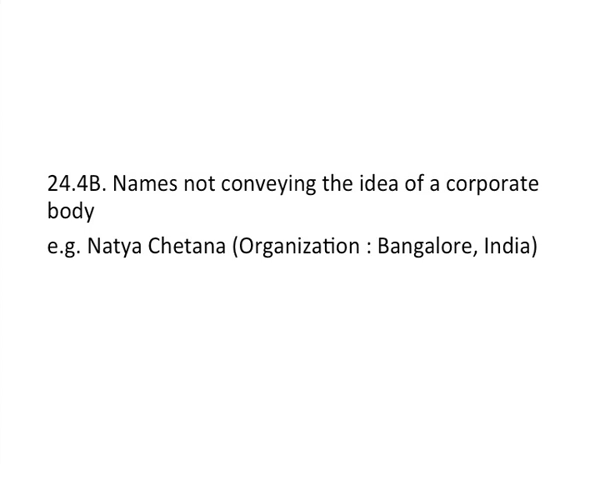 24.4B. Names not conveying the idea of a corporate
body
e.g. Natya Chetana (Organization : Bangalore, India)